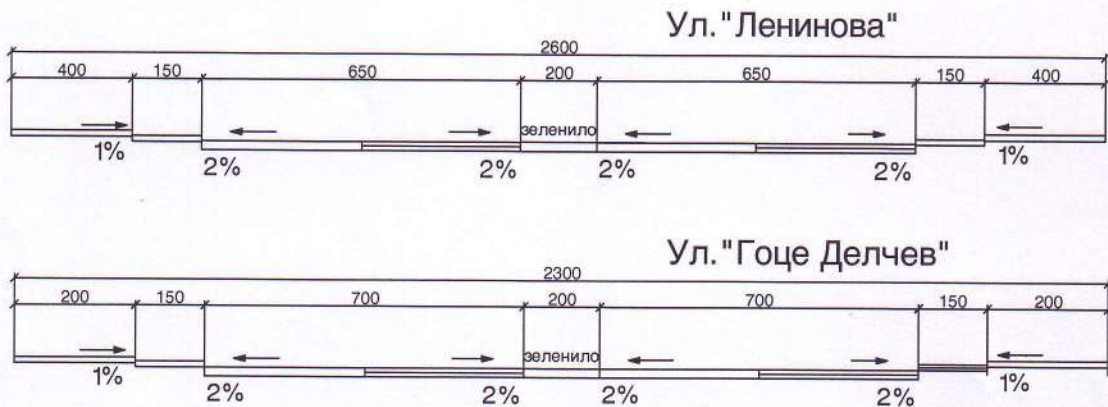 Ул."Ленинова"
2600
400 150 650 200 650 150 400
зеленило
1% 2% 2% 2% 2% 1%
Ул."Гоце Делчев"
2300
200 150 700 200 700 150 200
зеленило
1% 2% 2% 2% 2% 1%